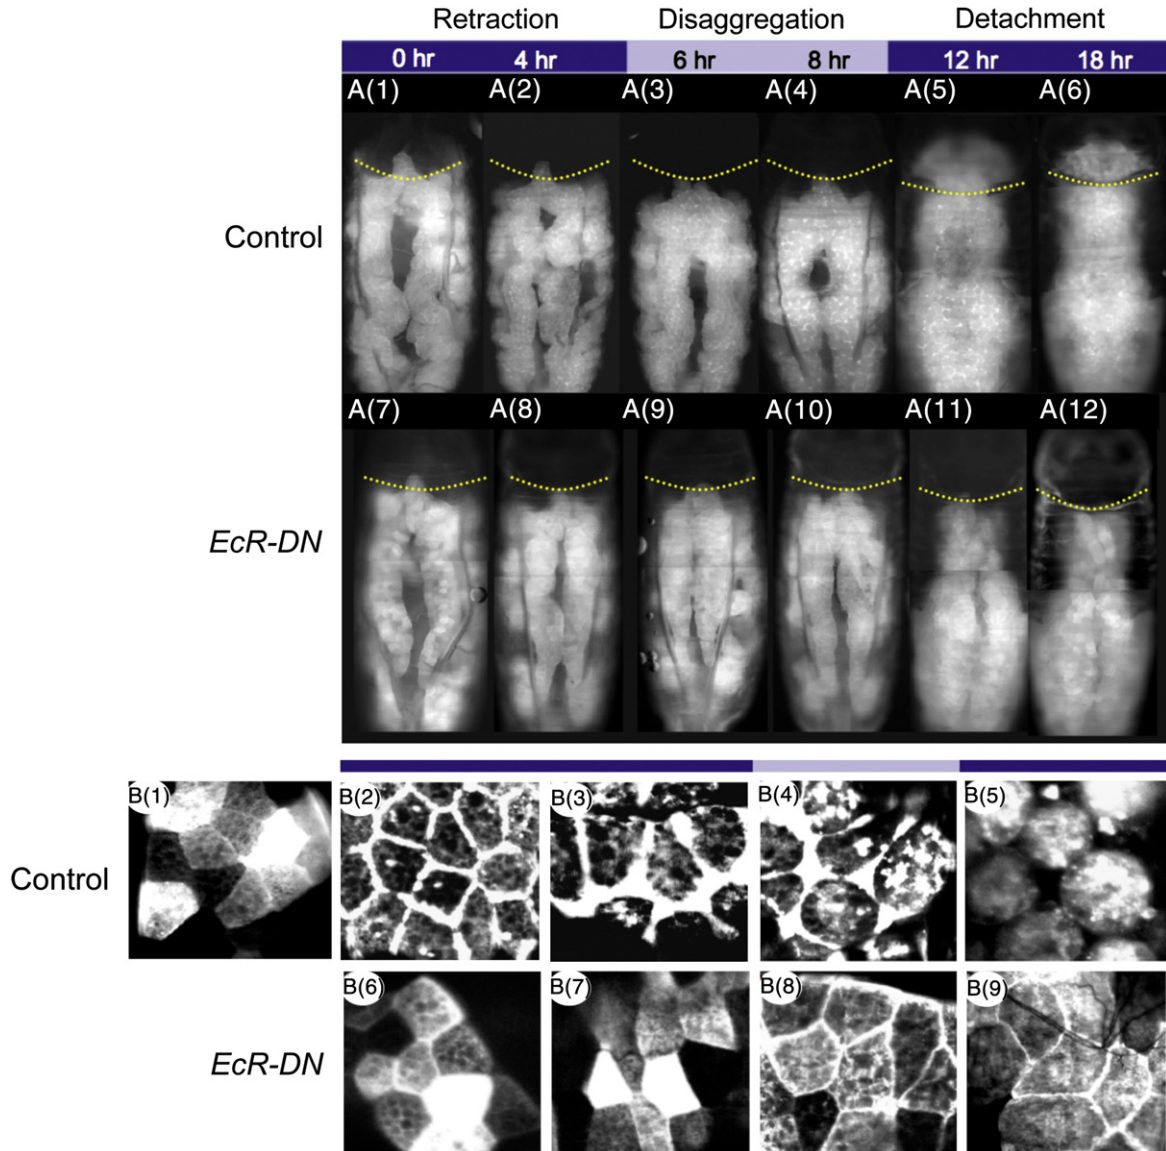 Retraction Disaggregation Detachment
0 hr 4 hr 6 hr 8 hr 12 hr 18 hr
A(1) A(2) A(3) A(4) A(5) A(6)
Control
A(7) A(8) A(9) A(10) A(11) A(12)
EcR-DN
B(1) B(2) B(3) B(4) B(5)
Control
B(6) B(7) B(8) B(9)
EcR-DN